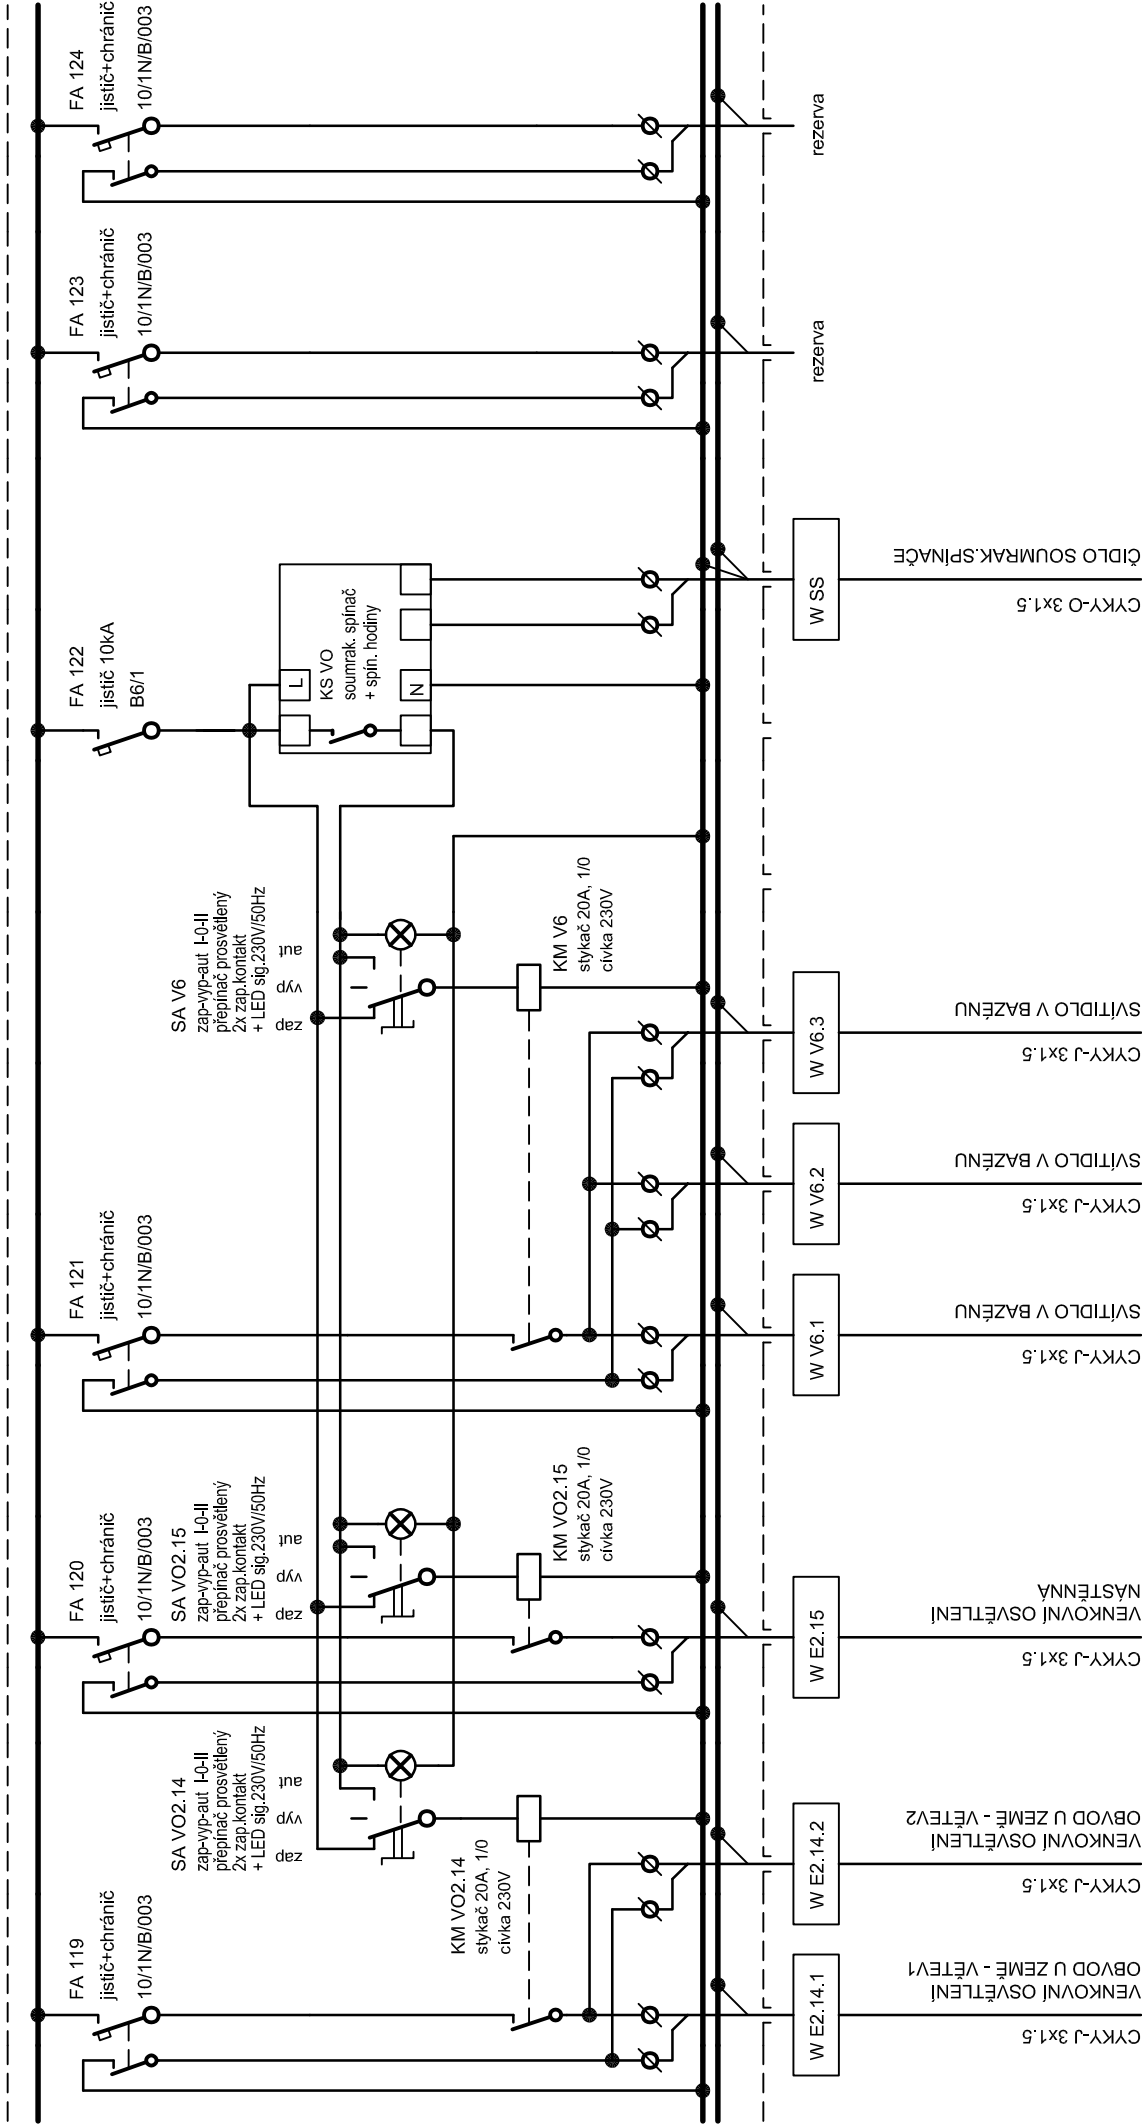 FA 119
jistič+chránič
10/1N/B/003
SA VO2.14
zap-vyp-aut I-0-II
přepínač prosvětlený
2x zap.kontakt
+ LED sig.230V/50Hz
zap
vyp
aut
KM VO2.14
stykač 20A, 1/0
cívka 230V
FA 120
jistič+chránič
10/1N/B/003
SA VO2.15
zap-vyp-aut I-0-II
přepínač prosvětlený
2x zap.kontakt
+ LED sig.230V/50Hz
zap
vyp
aut
KM VO2.15
stykač 20A, 1/0
cívka 230V
FA 121
jistič+chránič
10/1N/B/003
SA V6
zap-vyp-aut I-0-II
přepínač prosvětlený
2x zap.kontakt
+ LED sig.230V/50Hz
zap
vyp
aut
KM V6
stykač 20A, 1/0
cívka 230V
FA 122
jistič 10kA
B6/1
L
KS VO
soumrak. spínač
+ spín. hodiny
N
FA 123
jistič+chránič
10/1N/B/003
FA 124
jistič+chránič
10/1N/B/003
W E2.14.1
CYKY-J 3x1.5
VENKOVNÍ OSVĚTLENÍ
OBVOD U ZEMĚ - VĚTEV1
W E2.14.2
CYKY-J 3x1.5
VENKOVNÍ OSVĚTLENÍ
OBVOD U ZEMĚ - VĚTEV2
W E2.15
CYKY-J 3x1.5
VENKOVNÍ OSVĚTLENÍ
NÁSTĚNNÁ
W V6.1
CYKY-J 3x1.5
SVÍTIDLO V BAZÉNU
W V6.2
CYKY-J 3x1.5
SVÍTIDLO V BAZÉNU
W V6.3
CYKY-J 3x1.5
SVÍTIDLO V BAZÉNU
W SS
CYKY-O 3x1.5
ČIDLO SOUMRAK.SPÍNAČE
rezerva
rezerva